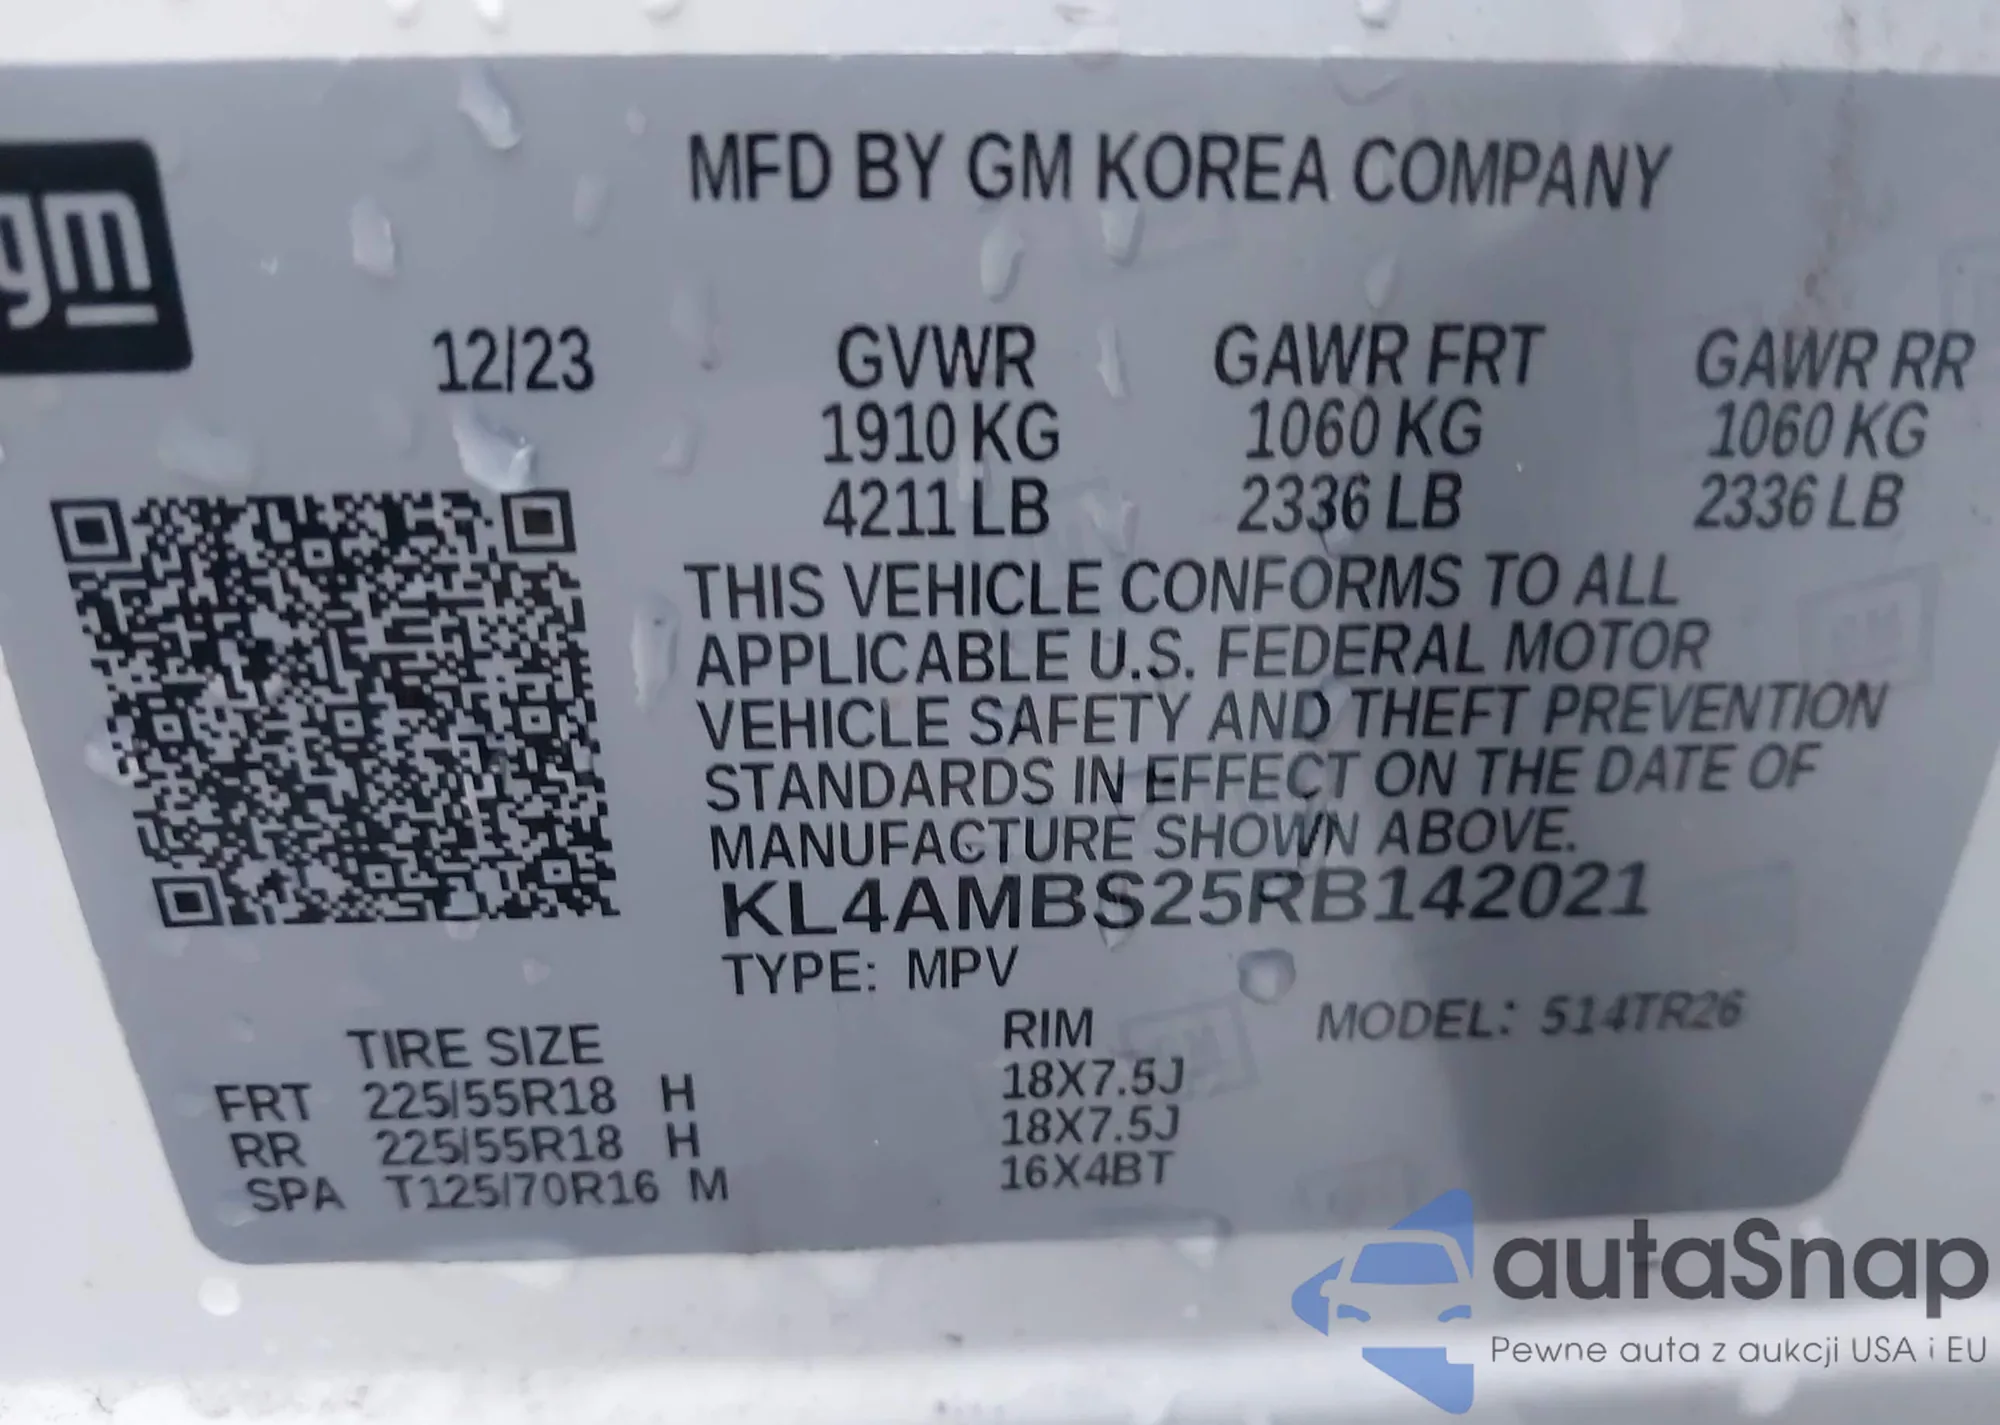 gm
MFD BY GM KOREA COMPANY
12/23 GVWR GAWR FRT GAWR RR
1910 KG 1060 KG 1060 KG
4211 LB 2336 LB 2336 LB
THIS VEHICLE CONFORMS TO ALL
APPLICABLE U.S. FEDERAL MOTOR
VEHICLE SAFETY AND THEFT PREVENTION
STANDARDS IN EFFECT ON THE DATE OF
MANUFACTURE SHOWN ABOVE.
KL4AMBS25RB142021
TYPE: MPV
MODEL: 514TR26
TIRE SIZE RIM
FRT 225/55R18 H 18X7.5J
RR 225/55R18 H 18X7.5J
SPA T125/70R16 M 16X4BT
autaSnap
Pewne auta z aukcji USA i EU